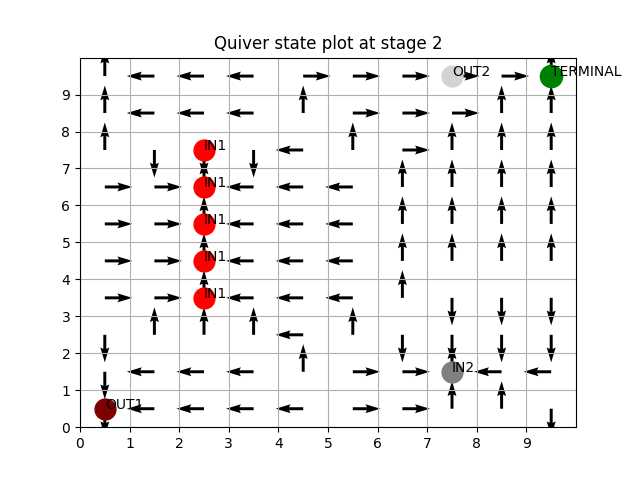 Quiver state plot at stage 2
OUT2
TERMINAL
IN1
IN1
IN1
IN1
IN1
IN2
OUT1
9
8
7
6
5
4
3
2
1
0
0 1 2 3 4 5 6 7 8 9